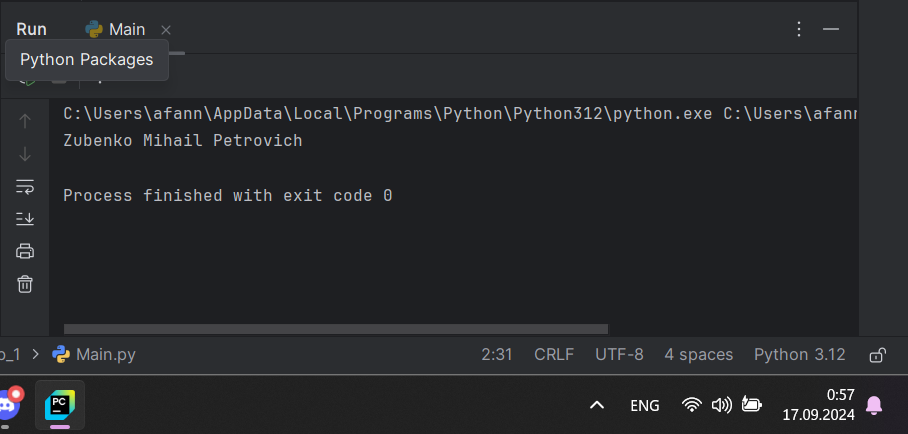 Run Main
Python Packages
C:\Users\afann\AppData\Local\Programs\Python\Python312\python.exe C:\Users\afann
Zubenko Mihail Petrovich
Process finished with exit code 0
o_1 > Main.py 2:31 CRLF UTF-8 4 spaces Python 3.12
PC ENG 0:57
17.09.2024